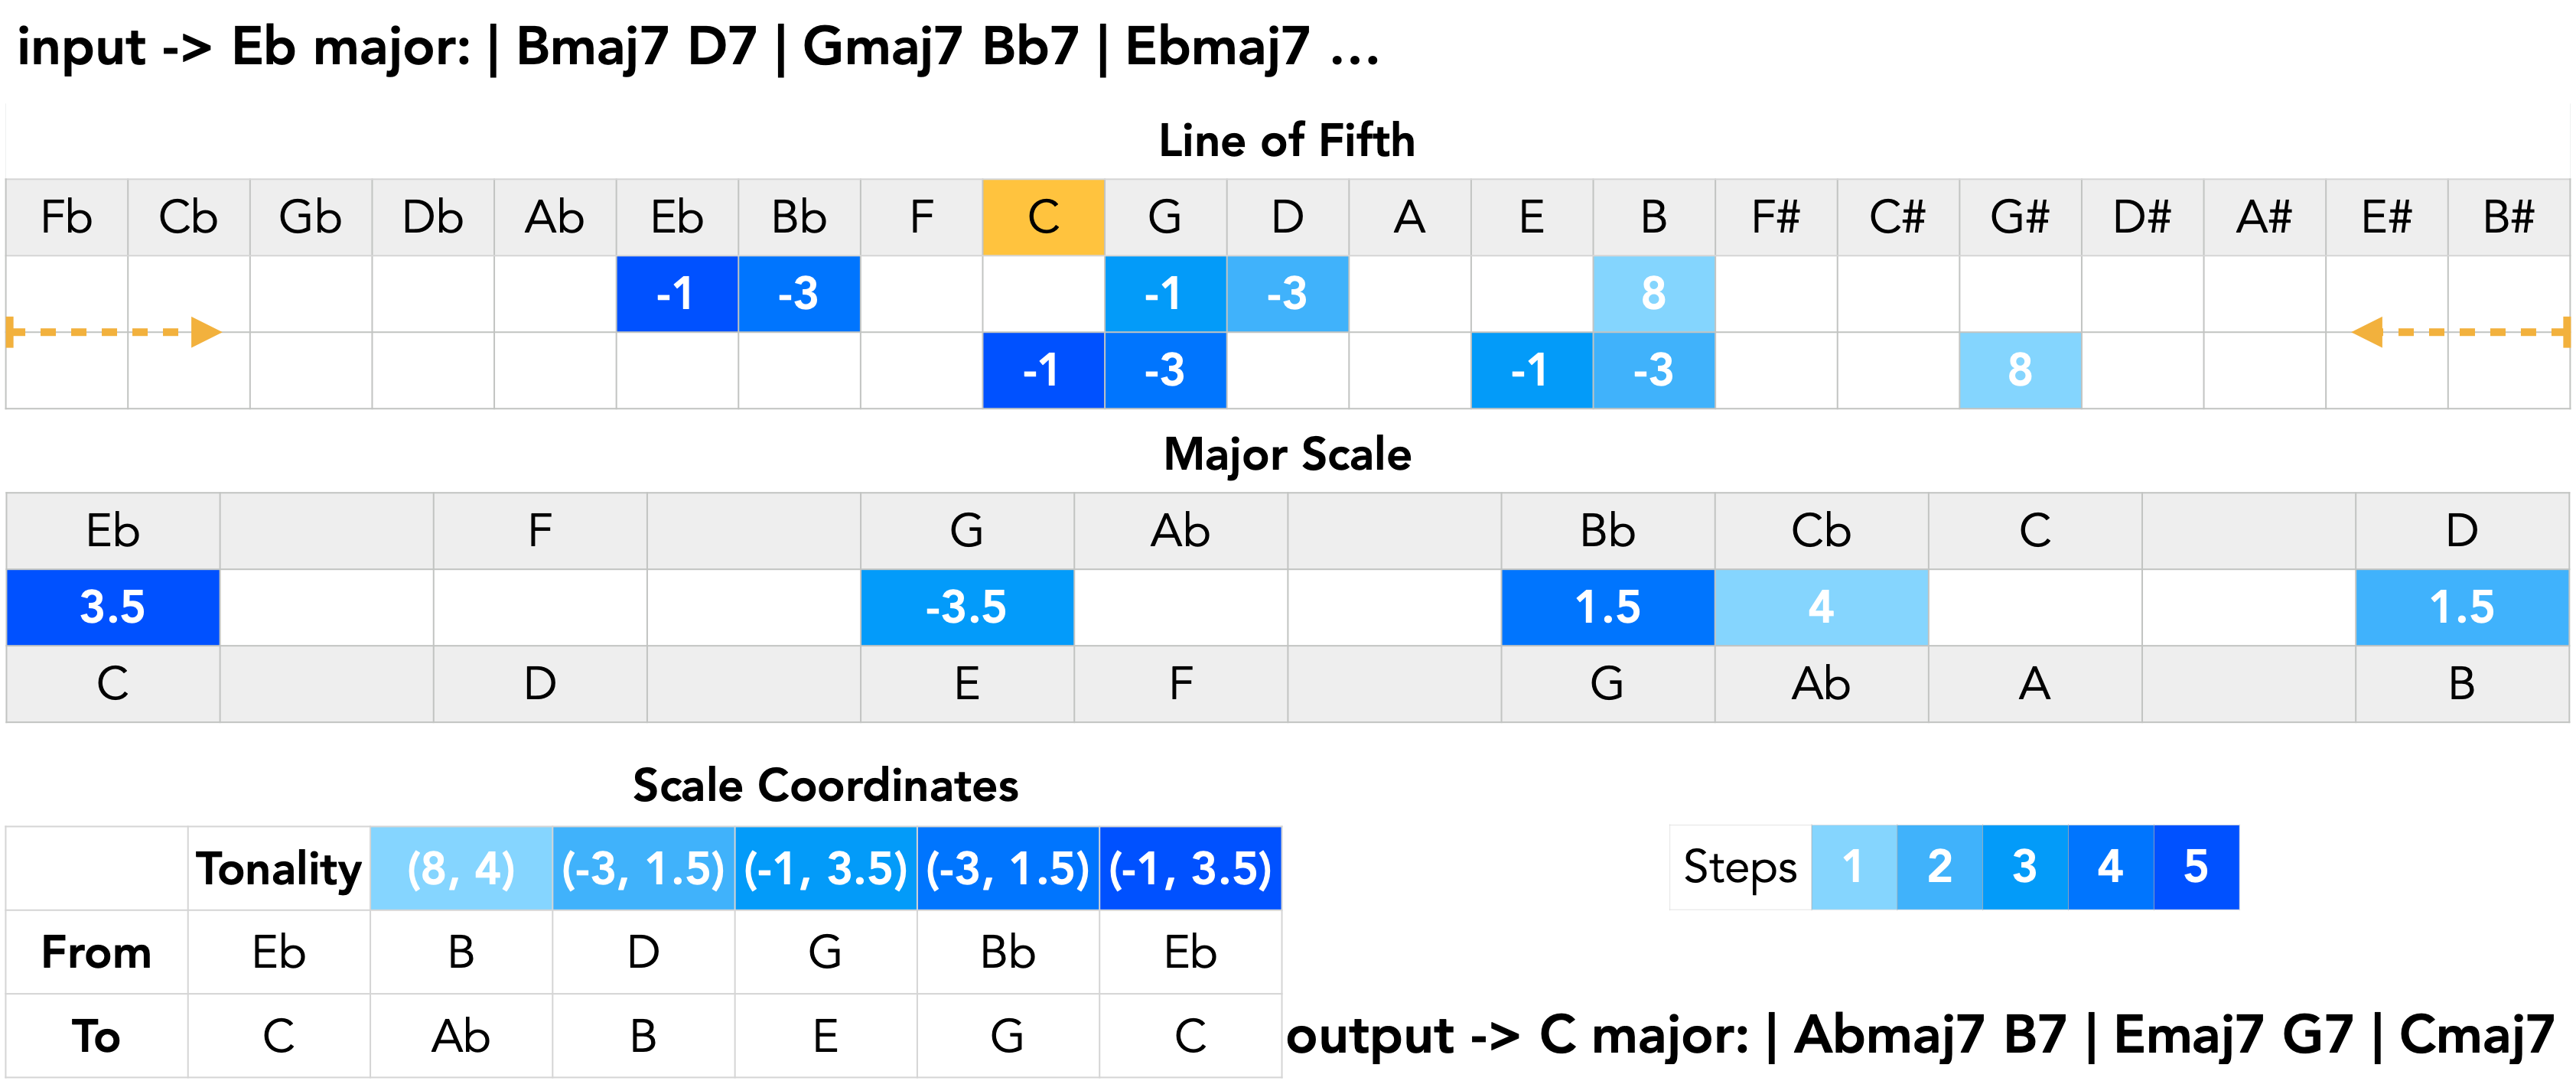 input -> Eb major: | Bmaj7 D7 | Gmaj7 Bb7 | Ebmaj7 ...
Line of Fifth
Fb Cb Gb Db Ab Eb Bb F C G D A E B F# C# G# D# A# E# B#
-1 -3 -1 -3 8
-1 -3 -1 -3 8
Major Scale
Eb F G Ab Bb Cb C D
3.5 -3.5 1.5 4 1.5
C D E F G Ab A B
Scale Coordinates
Tonality (8, 4) (-3, 1.5) (-1, 3.5) (-3, 1.5) (-1, 3.5)
Steps 1 2 3 4 5
From Eb B D G Bb Eb
To C Ab B E G C
output -> C major: | Abmaj7 B7 | Emaj7 G7 | Cmaj7